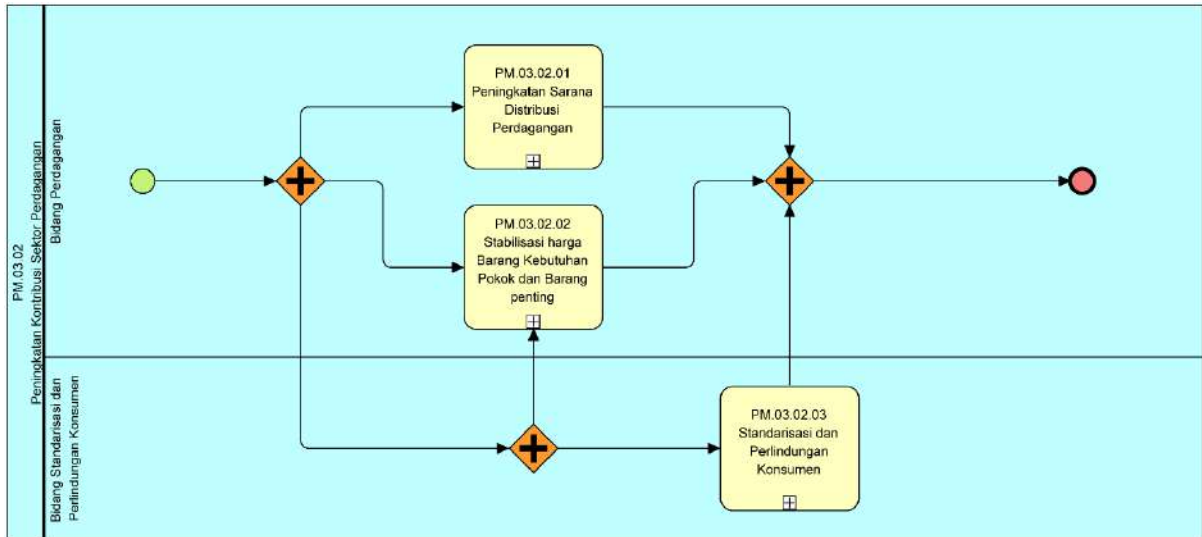 PM.03 02
Peningkatan Kontribusi Sektor Perdagangan
Bidang Perdagangan
PM.03.02.01
Peningkatan Sarana
Distribusi
Perdagangan
PM.03.02.02
Stabilisasi harga
Barang Kebutuhan
Pokok dan Barang
penting
Bidang Standarisasi dan
Perlindungan Konsumen
PM.03.02.03
Standarisasi dan
Perlindungan
Konsumen